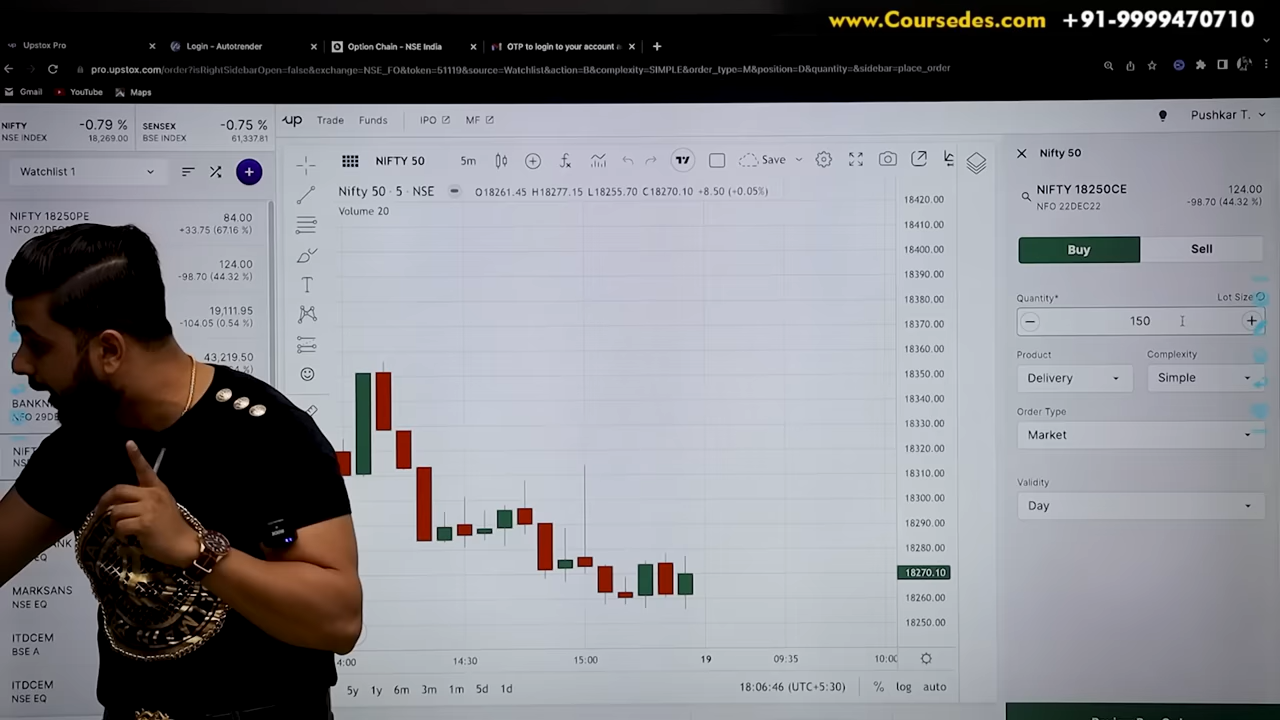 www.Coursedes.com +91-9999470710
Upstox Pro
Login - Autotrender
Option Chain - NSE India
OTP to login to your account
pro.upstox.com/order?isRightSidebarOpen=false&exchange=NSE_FO&token=51119&source=Watchlist&action=B&complexity=SIMPLE&order_type=M&position=D&quantity=&sidebar=place_order
Gmail YouTube Maps
NIFTY -0.79 % SENSEX -0.75 %
NSE INDEX 18,269.00 BSE INDEX 61,337.81
up Trade Funds IPO MF Pushkar T.
Watchlist 1
NIFTY 50 5m Save
Nifty 50 · 5 · NSE O18261.45 H18277.15 L18255.70 C18270.10 +8.50 (+0.05%)
Volume 20
NIFTY 18250PE 84.00
NFO 22DEC +33.75 (67.16 %)
124.00
-98.70 (44.32 %)
19,111.95
-104.05 (0.54 %)
43,219.50
BANKN
NFO 29DE
NIF
EQ
MARKSANS
NSE EQ
ITDCEM
BSE A
ITDCEM
NSE EQ
18420.00
18410.00
18400.00
18390.00
18380.00
18370.00
18360.00
18350.00
18340.00
18330.00
18320.00
18310.00
18300.00
18290.00
18280.00
18270.10
18260.00
18250.00
4:00 14:30 15:00 19 09:35 10:00
5y 1y 6m 3m 1m 5d 1d 18:06:46 (UTC+5:30) % log auto
Nifty 50
NIFTY 18250CE 124.00
NFO 22DEC22 -98.70 (44.32 %)
Buy Sell
Quantity* Lot Size
150
Product Complexity
Delivery Simple
Order Type
Market
Validity
Day